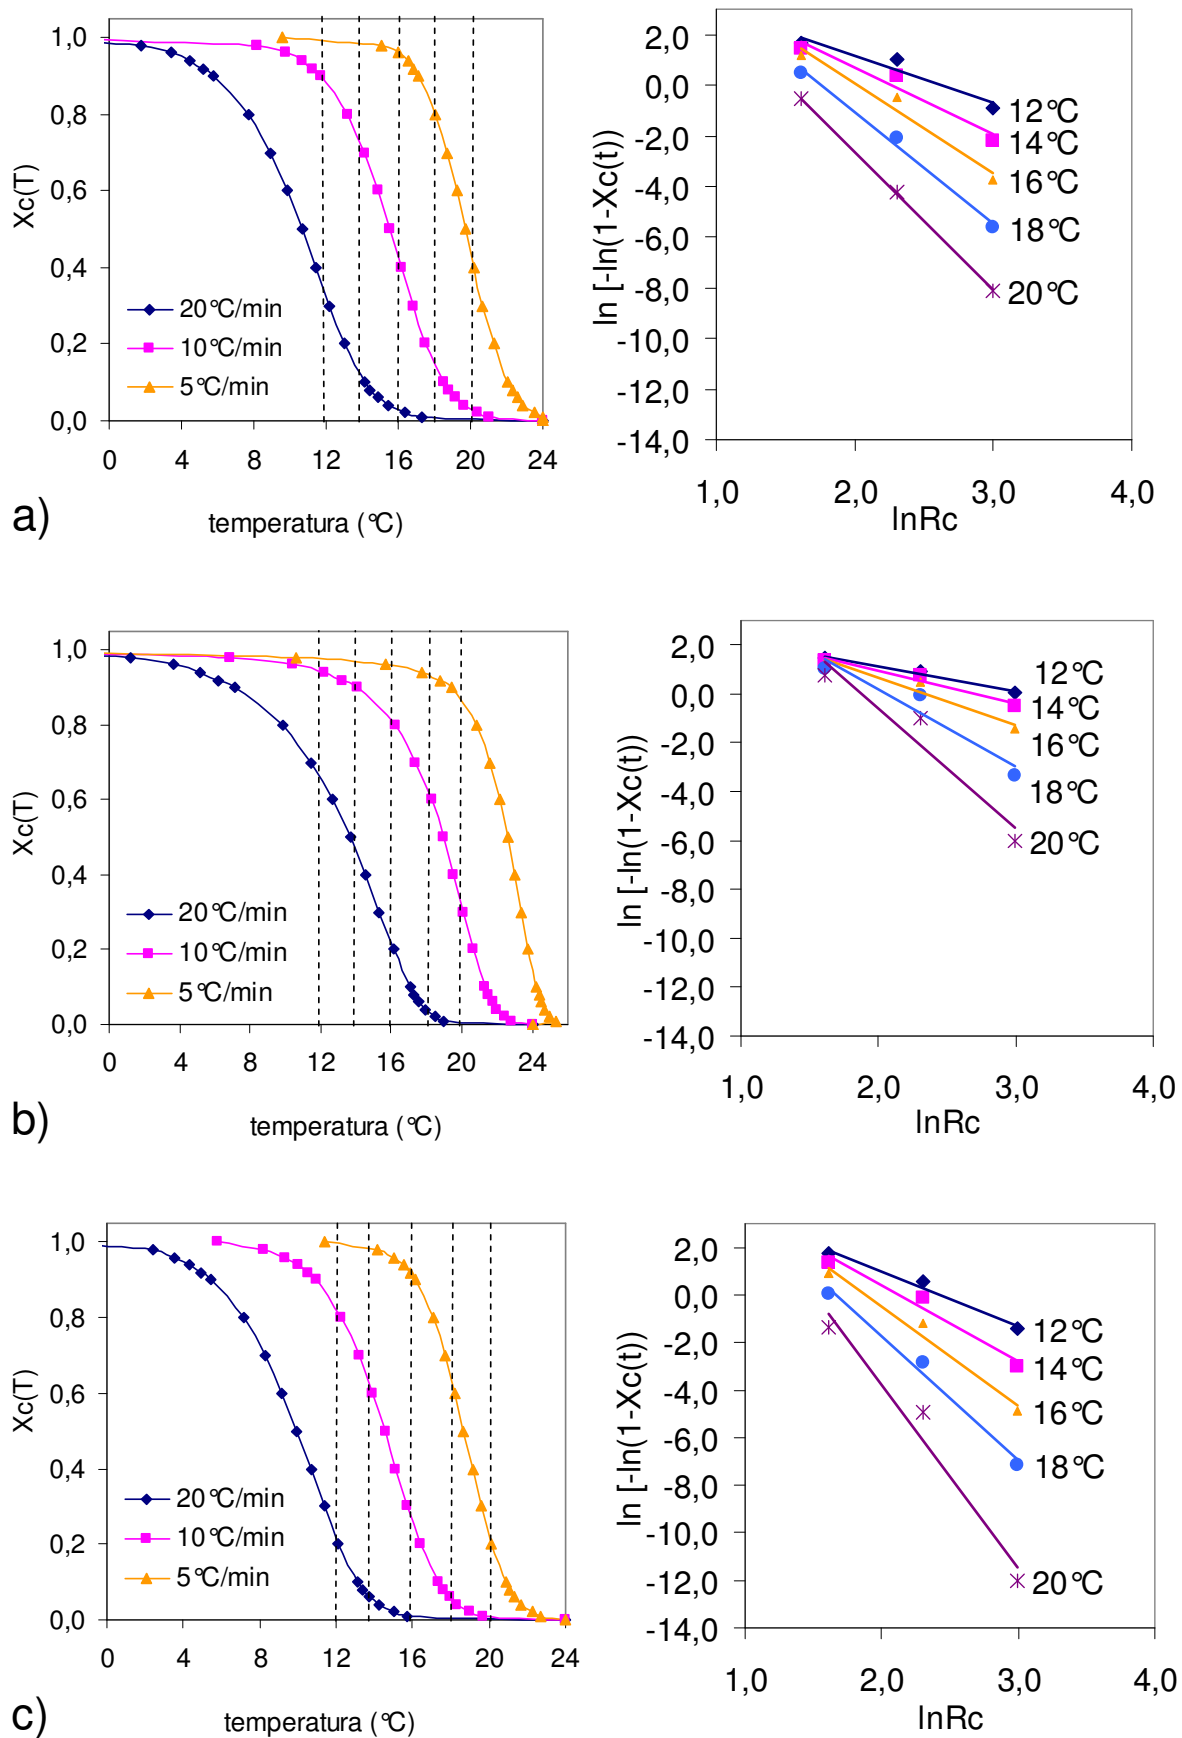 Xc(T)
1,0
0,8
0,6
0,4
0,2
0,0
20°C/min
10°C/min
5°C/min
0 4 8 12 16 20 24
temperatura (°C)
a)
ln [-ln(1-Xc(t))
2,0
0,0
-2,0
-4,0
-6,0
-8,0
-10,0
-12,0
-14,0
12°C
14°C
16°C
18°C
20°C
1,0 2,0 3,0 4,0
lnRc
Xc(T)
1,0
0,8
0,6
0,4
0,2
0,0
20°C/min
10°C/min
5°C/min
0 4 8 12 16 20 24
temperatura (°C)
b)
ln [-ln(1-Xc(t))
2,0
0,0
-2,0
-4,0
-6,0
-8,0
-10,0
-12,0
-14,0
12°C
14°C
16°C
18°C
20°C
1,0 2,0 3,0 4,0
lnRc
Xc(T)
1,0
0,8
0,6
0,4
0,2
0,0
20°C/min
10°C/min
5°C/min
0 4 8 12 16 20 24
temperatura (°C)
c)
ln [-ln(1-Xc(t))
2,0
0,0
-2,0
-4,0
-6,0
-8,0
-10,0
-12,0
-14,0
12°C
14°C
16°C
18°C
20°C
1,0 2,0 3,0 4,0
lnRc